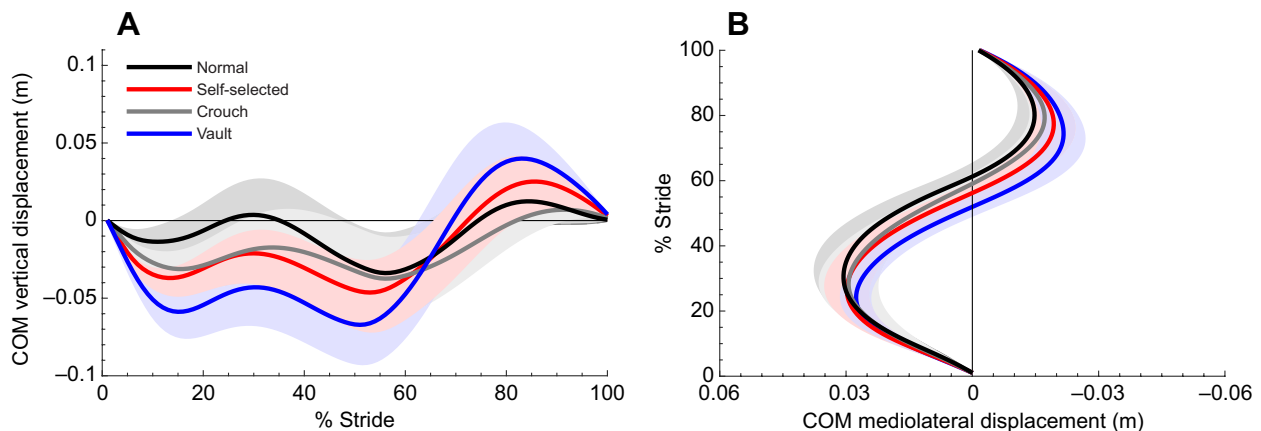 A
COM vertical displacement (m)
0.1
0.05
0
–0.05
–0.1
Normal
Self-selected
Crouch
Vault
0
20
40
60
80
100
% Stride
B
% Stride
100
80
60
40
20
0
0.06
0.03
0
–0.03
–0.06
COM mediolateral displacement (m)